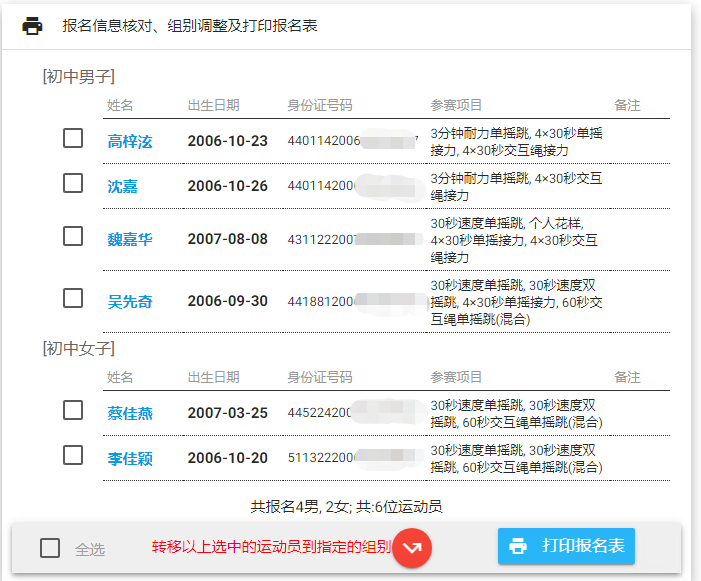 报名信息核对、组别调整及打印报名表
[初中男子]
姓名 出生日期 身份证号码 参赛项目 备注
高梓泫 2006-10-23 4401142006 3分钟耐力单摇跳, 4×30秒单摇
接力, 4×30秒交互绳接力
沈嘉 2006-10-26 440114200 3分钟耐力单摇跳, 4×30秒交互
绳接力
魏嘉华 2007-08-08 431122200 30秒速度单摇跳, 个人花样,
4×30秒单摇接力, 4×30秒交互
绳接力
吴先奇 2006-09-30 441881200 30秒速度单摇跳, 30秒速度双
摇跳, 4×30秒单摇接力, 60秒交
互绳单摇跳(混合)
[初中女子]
姓名 出生日期 身份证号码 参赛项目 备注
蔡佳燕 2007-03-25 445224200 30秒速度单摇跳, 30秒速度双
摇跳, 60秒交互绳单摇跳(混合)
李佳颖 2006-10-20 511322200 30秒速度单摇跳, 30秒速度双
摇跳, 60秒交互绳单摇跳(混合)
共报名4男, 2女; 共:6位运动员
全选 转移以上选中的运动员到指定的组别 打印报名表